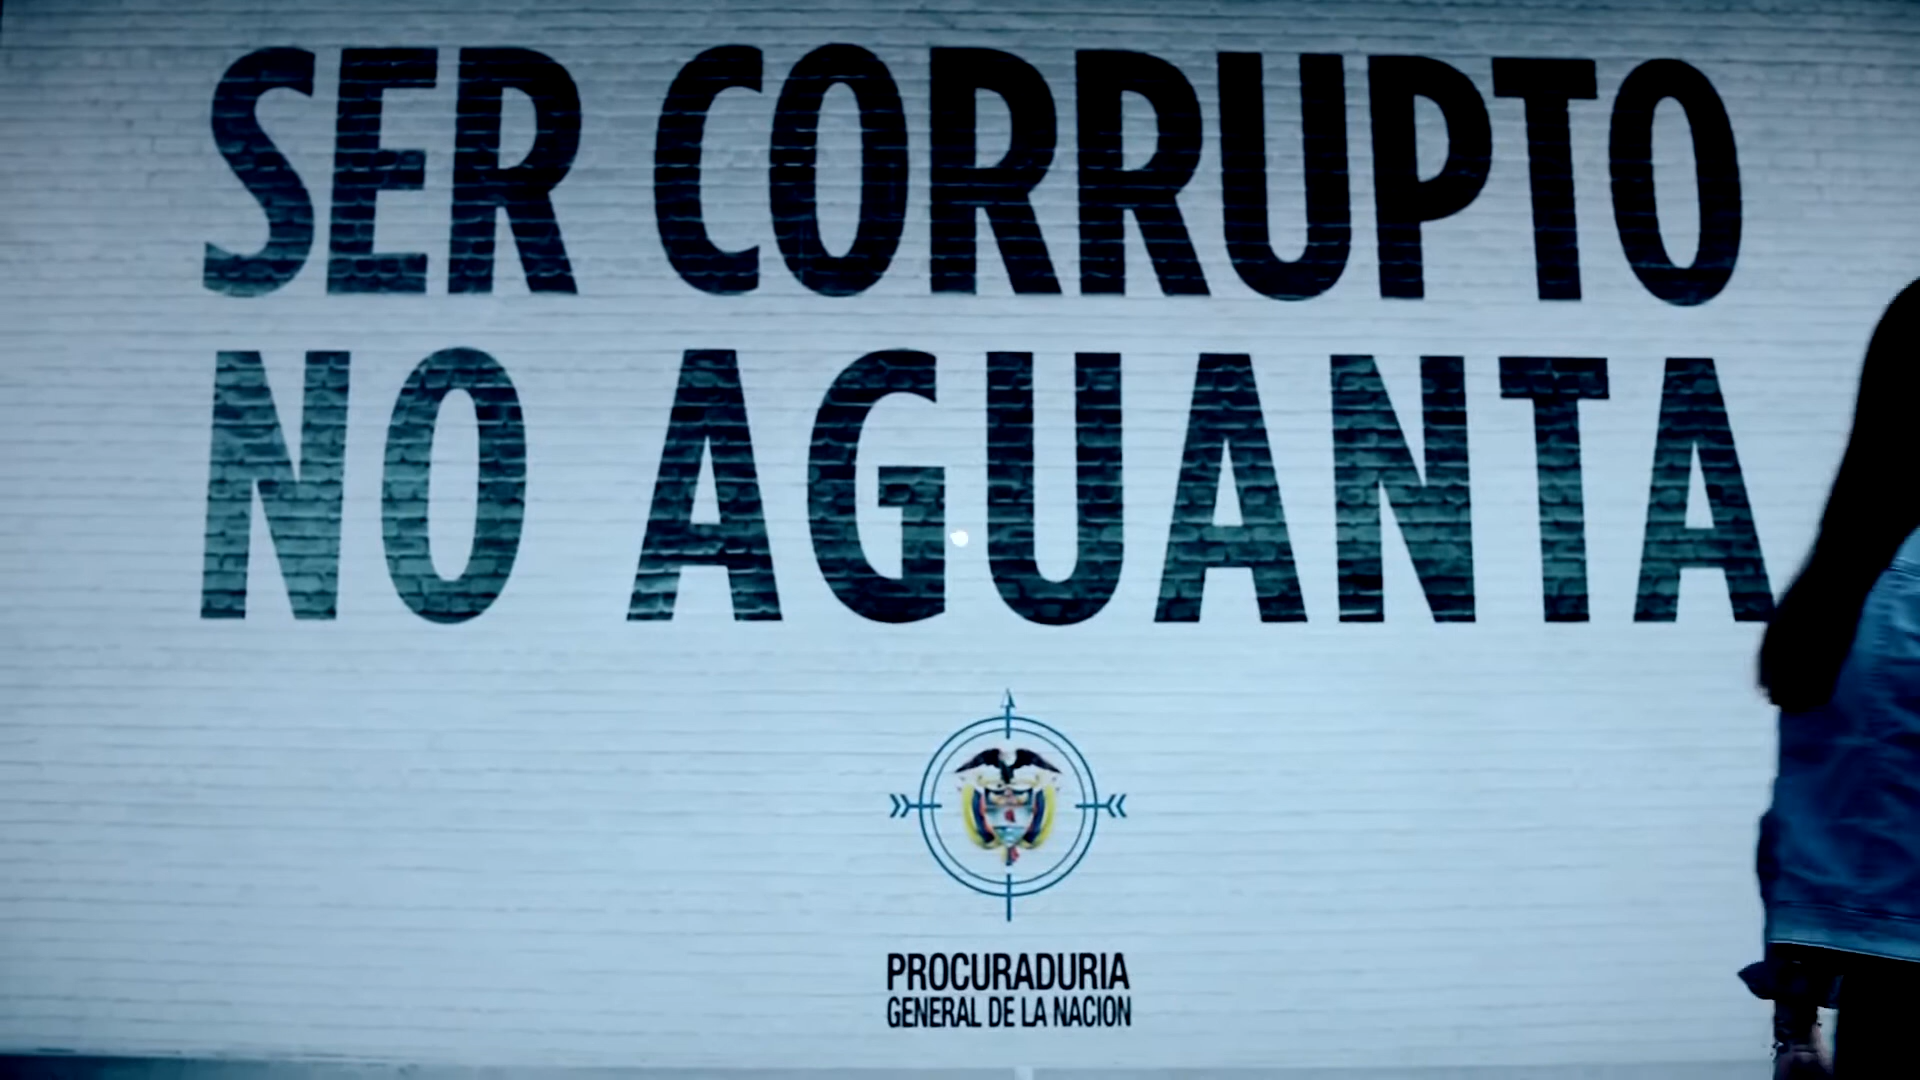 SER CORRUPTO
NO AGUANTA
PROCURADURIA
GENERAL DE LA NACION